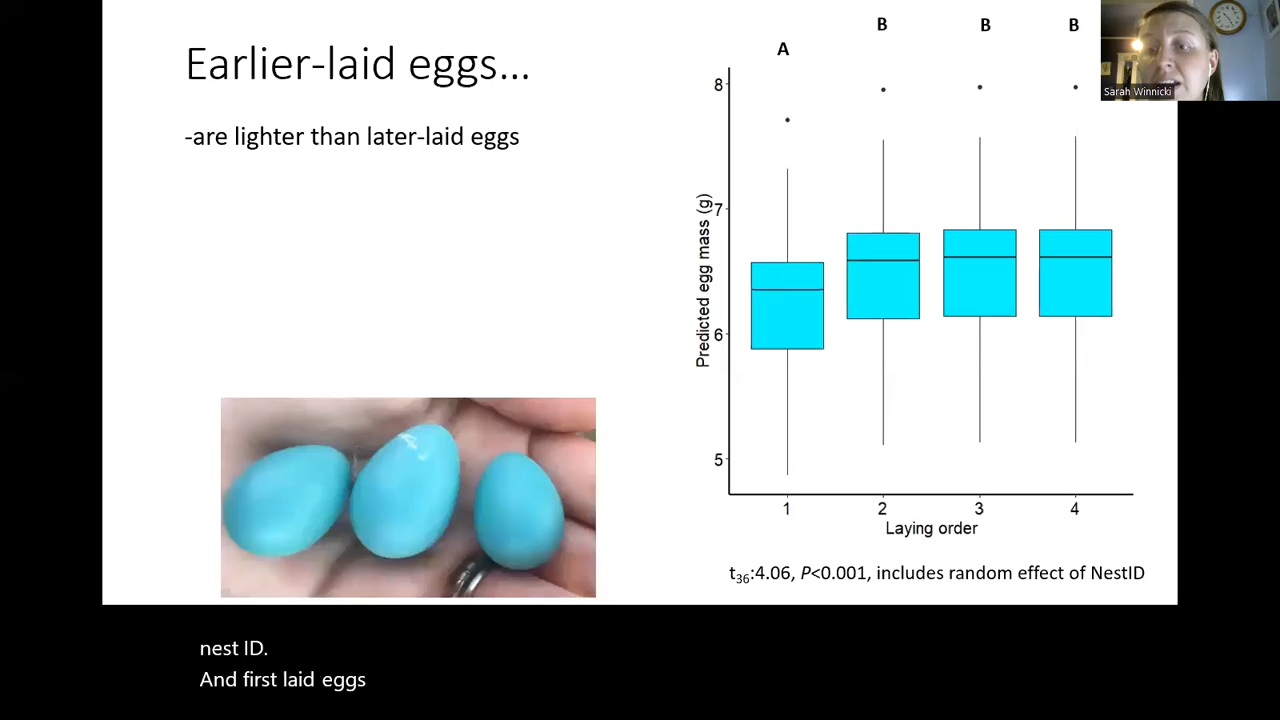 Earlier-laid eggs...
-are lighter than later-laid eggs
A
B
B
B
Sarah Winnicki
8
7
6
5
Predicted egg mass (g)
1
2
3
4
Laying order
t₃₆:4.06, P<0.001, includes random effect of NestID
nest ID.
And first laid eggs